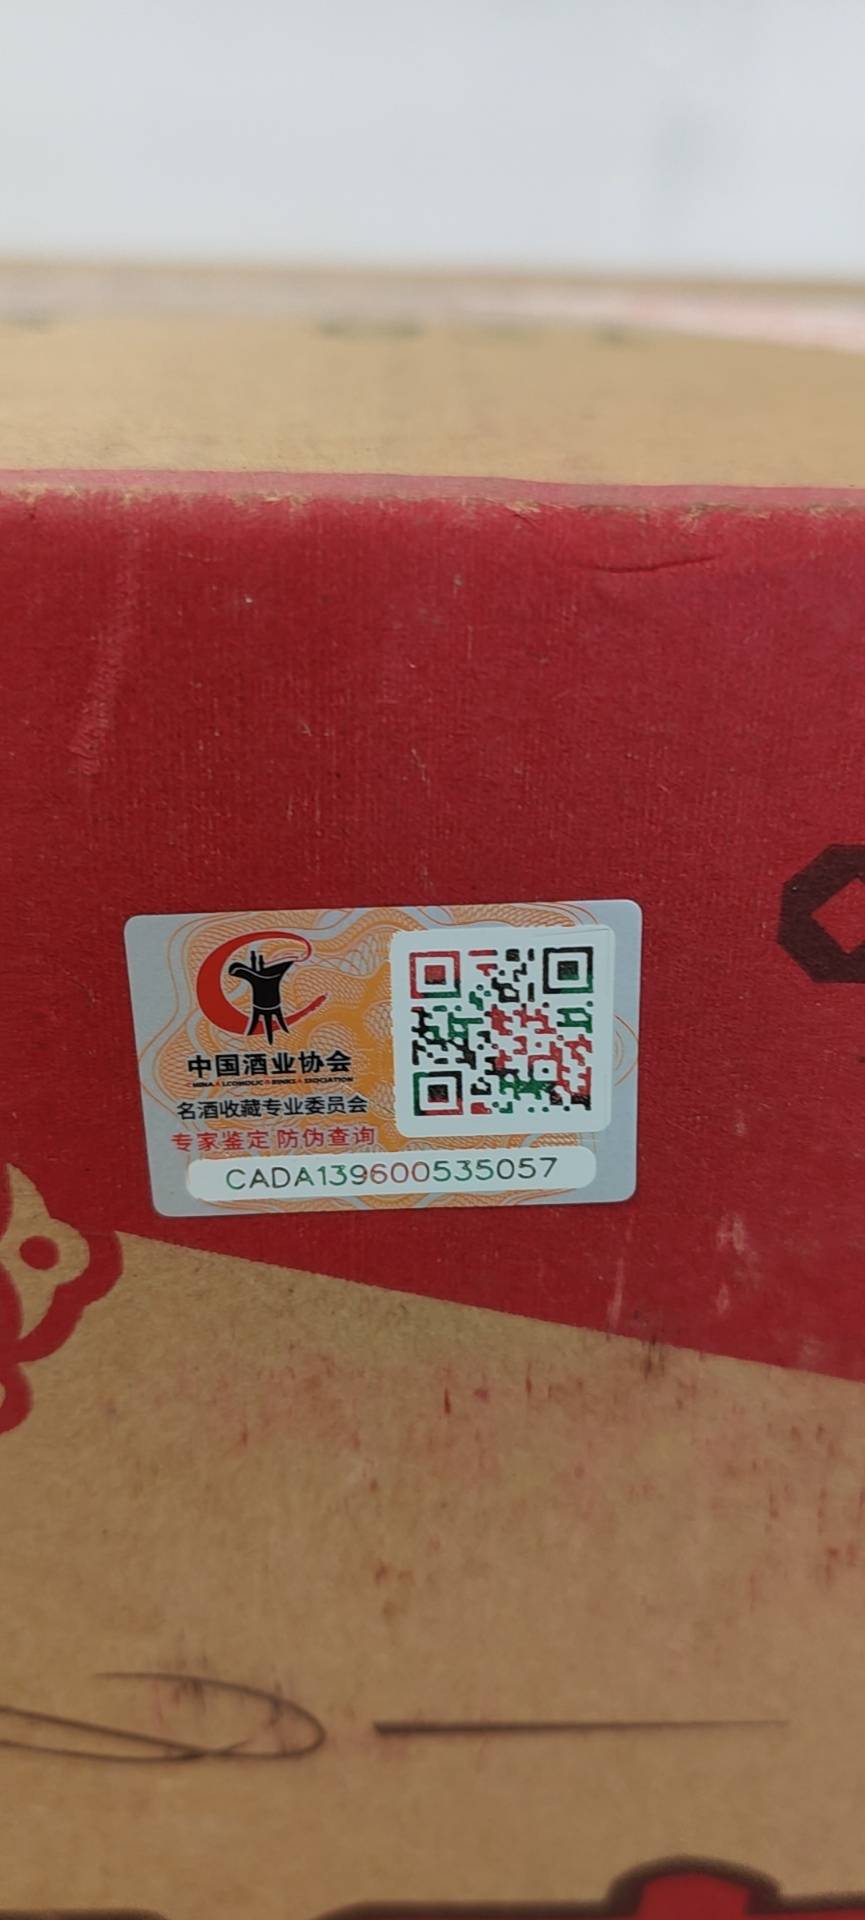 中国酒业协会
名酒收藏专业委员会
专家鉴定 防伪查询
CADA139600535057